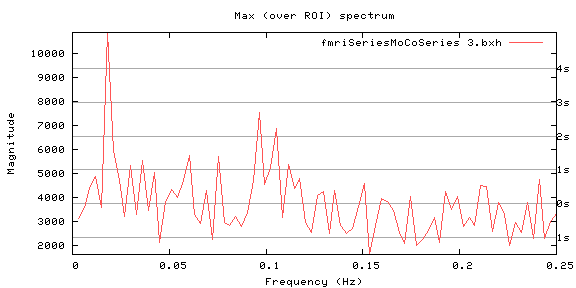 Max (over ROI) spectrum
fmriSeriesMoCoSeries 3.bxh
Magnitude
10000
9000
8000
7000
6000
5000
4000
3000
2000
4s
3s
2s
1s
0s
1s
0
0.05
0.1
0.15
0.2
0.25
Frequency (Hz)